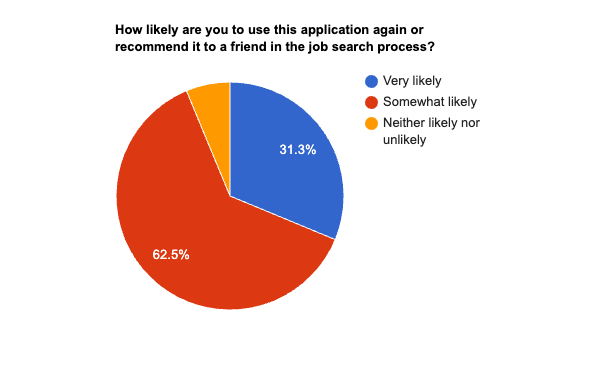 How likely are you to use this application again or
recommend it to a friend in the job search process?
Very likely
Somewhat likely
Neither likely nor
unlikely
31.3%
62.5%